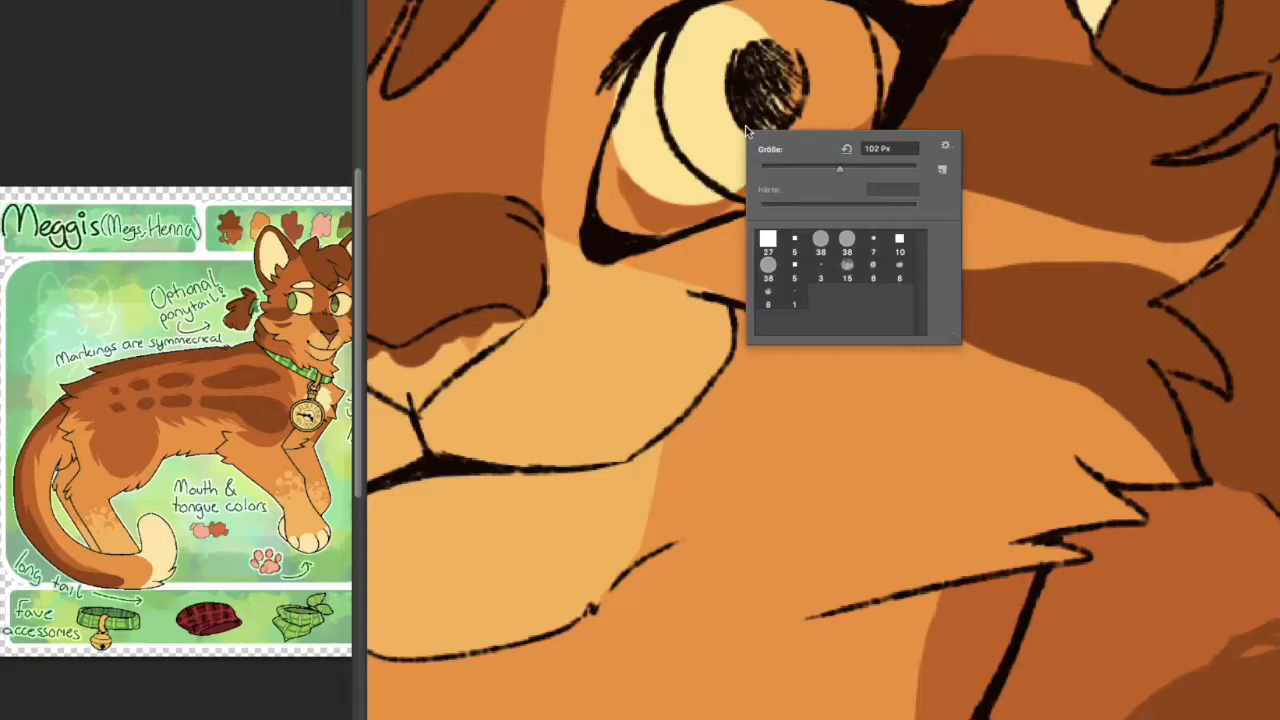 Meggis (Megs, Henna)
Optional ponytail!
Markings are symmecrical
Mouth &
tongue colors
long tail
Fave
accessories
Größe: 102 Px
Härte:
27 5 38 38 7 10
38 5 3 15 8 8
8 1